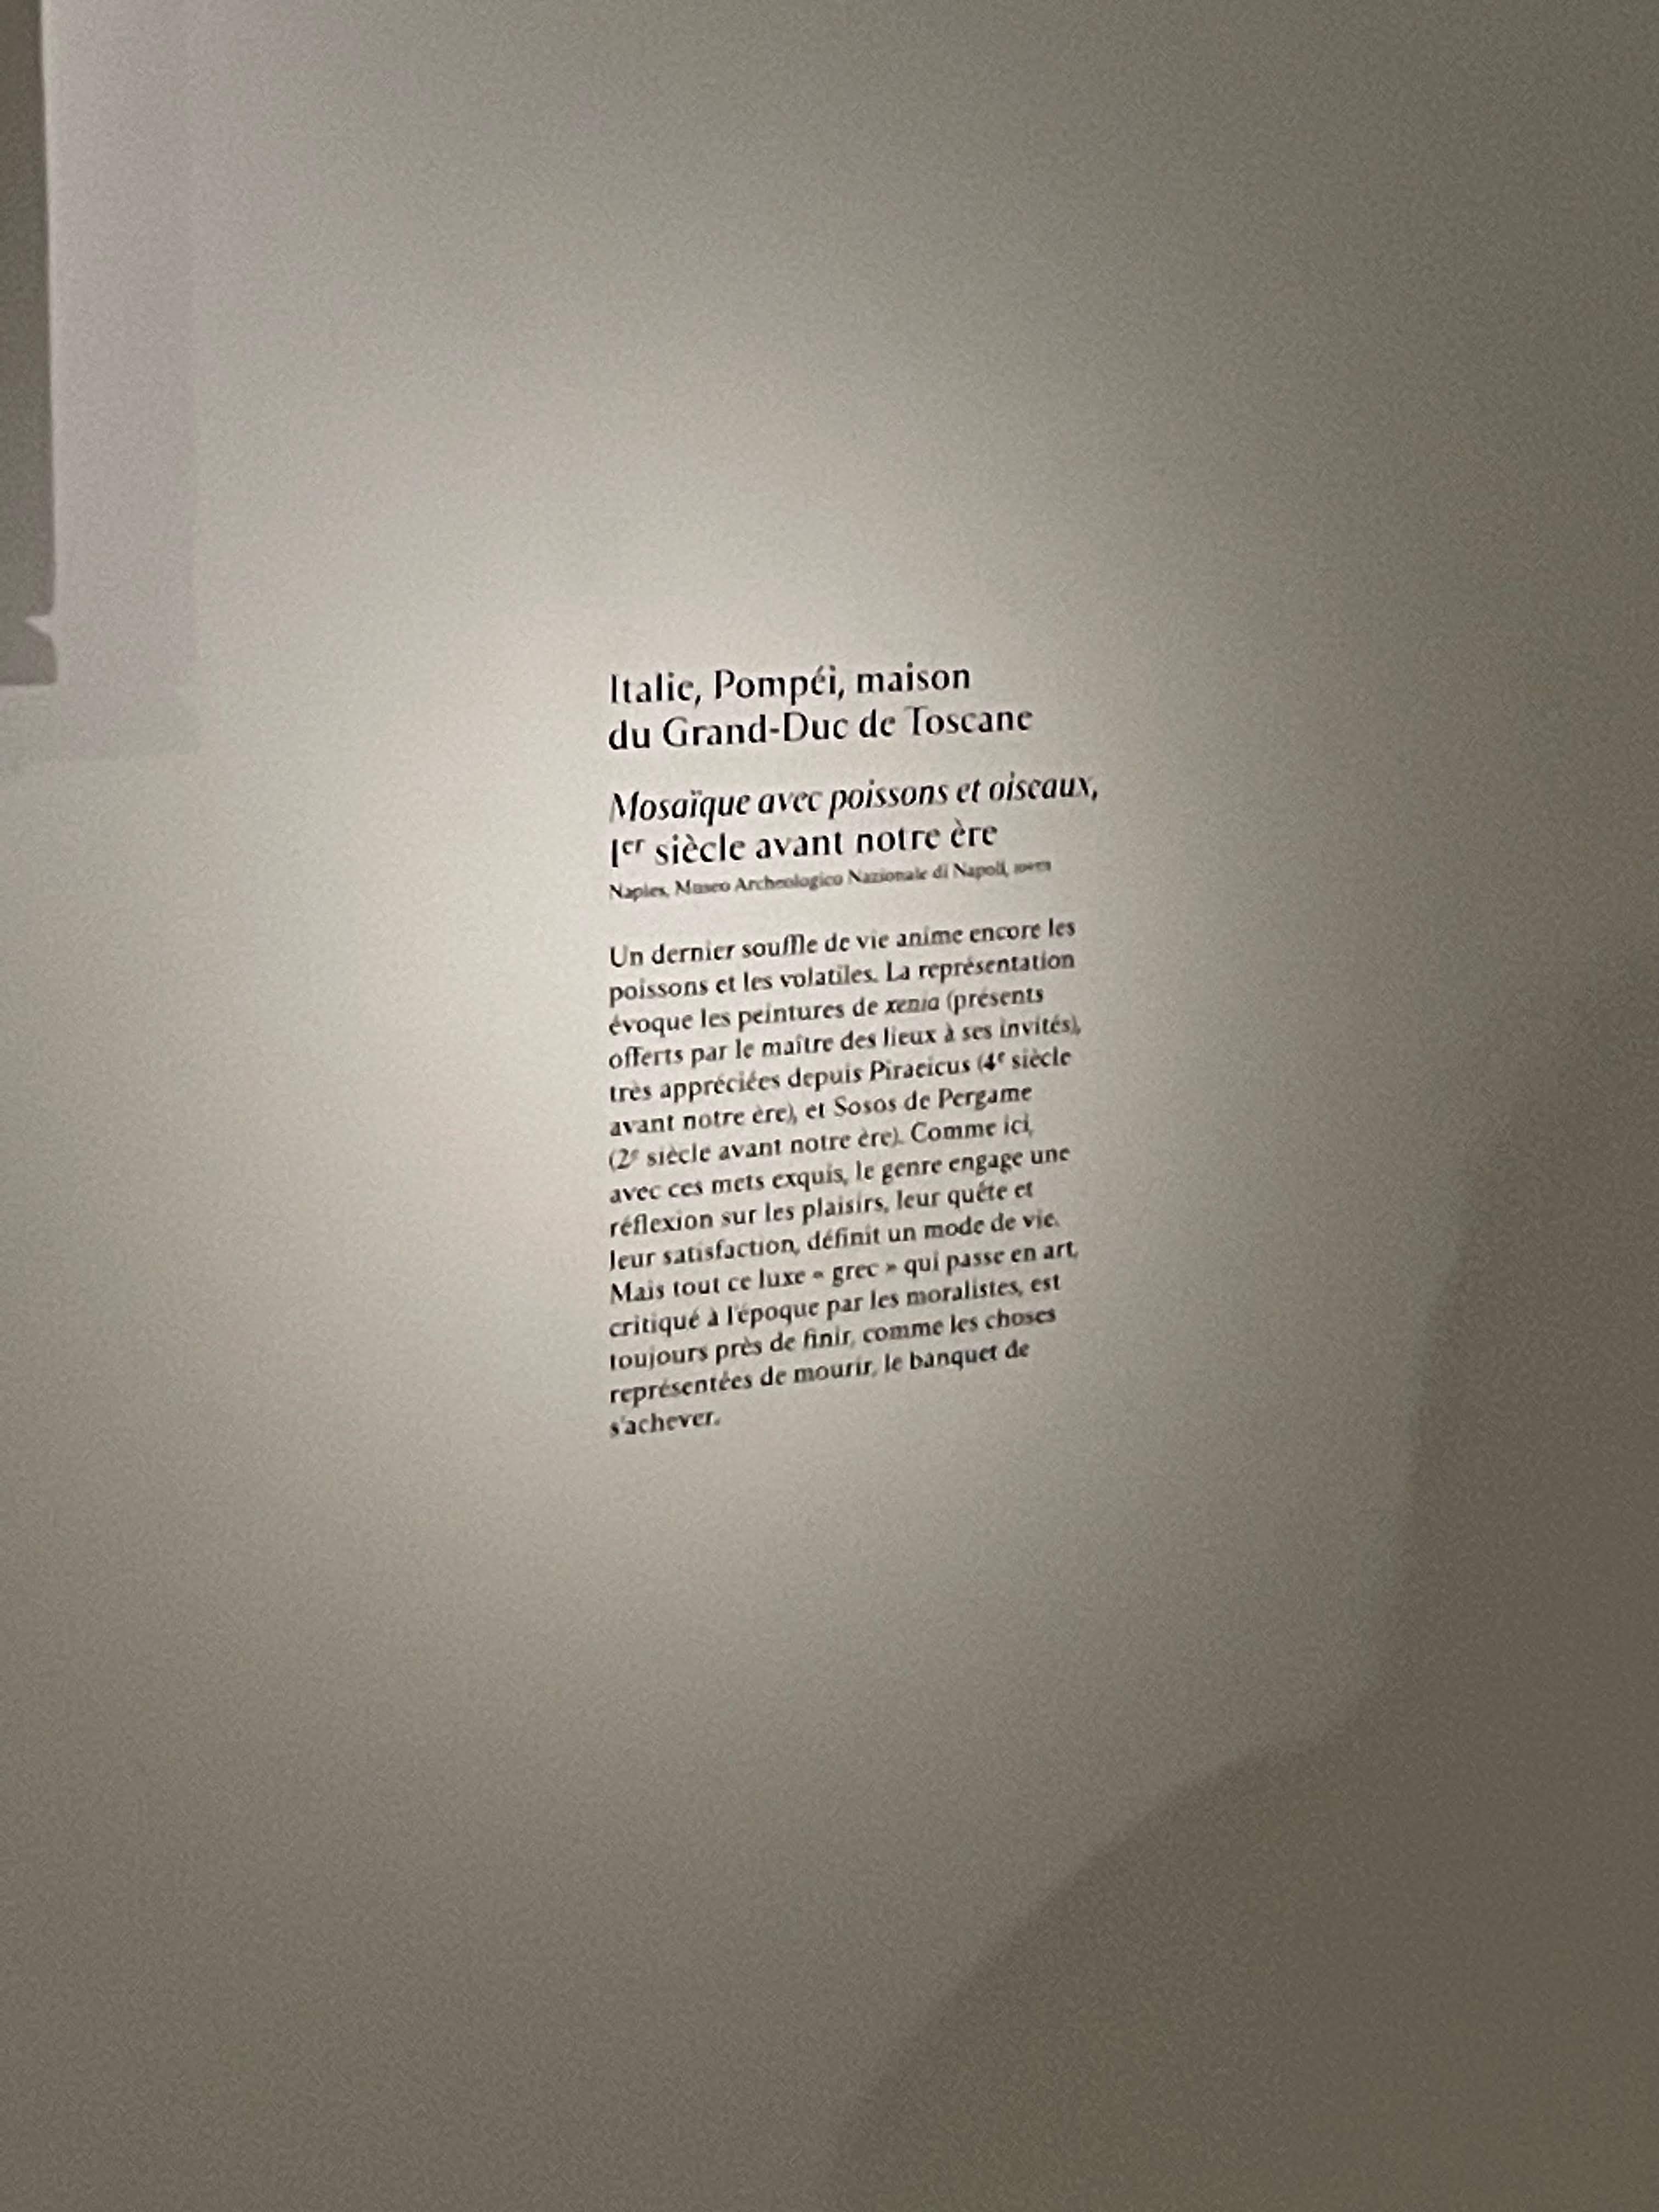 Italie, Pompéi, maison
du Grand-Duc de Toscane
Mosaïque avec poissons et oiseaux,
Ier siècle avant notre ère
Naples, Museo Archeologico Nazionale di Napoli,
Un dernier souffle de vie anime encore les
poissons et les volatiles. La représentation
évoque les peintures de xenia (présents
offerts par le maître des lieux à ses invités),
très appréciées depuis Piraeicus (4e siècle
avant notre ère), et Sosos de Pergame
(2e siècle avant notre ère). Comme ici,
avec ces mets exquis, le genre engage une
réflexion sur les plaisirs, leur quête et
leur satisfaction, définit un mode de vie.
Mais tout ce luxe « grec » qui passe en art,
critiqué à l'époque par les moralistes, est
toujours près de finir, comme les choses
représentées de mourir, le banquet de
s'achever.